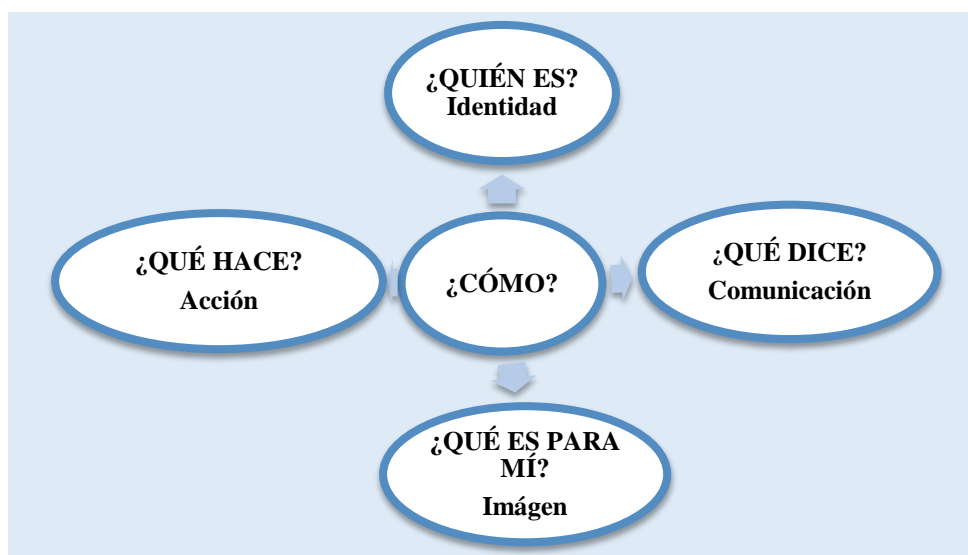 ¿QUIÉN ES?
Identidad
¿QUÉ HACE?
Acción
¿CÓMO?
¿QUÉ DICE?
Comunicación
¿QUÉ ES PARA
MÍ?
Imágen